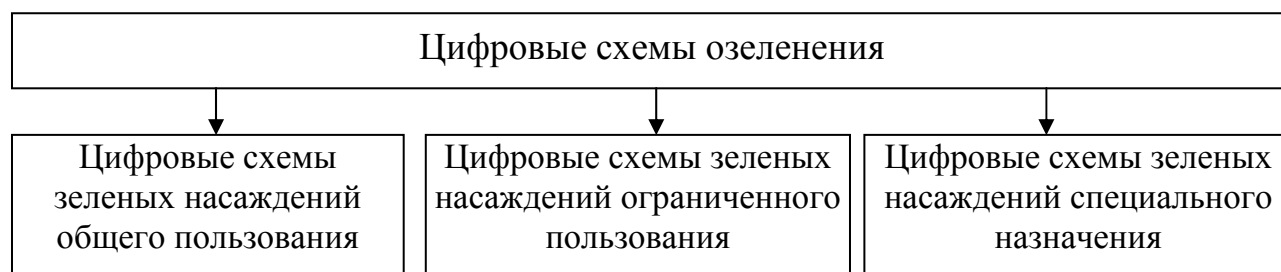 Цифровые схемы озеленения
Цифровые схемы
зеленых насаждений
общего пользования
Цифровые схемы зеленых
насаждений ограниченного
пользования
Цифровые схемы зеленых
насаждений специального
назначения